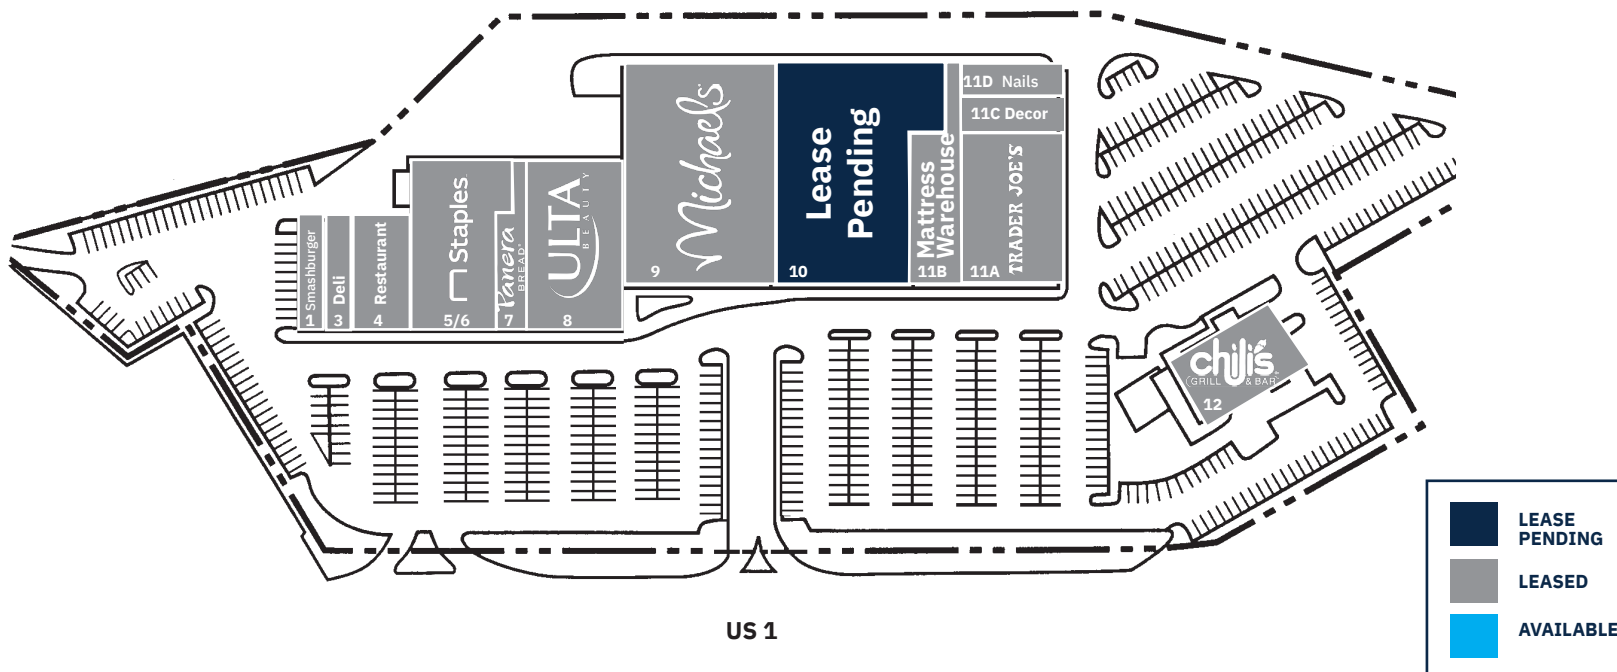 11D Nails
11C Decor
Michaels
9
Lease
Pending
10
Mattress
Warehouse
11B
TRADER JOE'S
11A
Smashburger
1
Deli
3
Restaurant
4
Staples
5/6
Panera
BREAD
7
ULTA
BEAUTY
8
chili's
GRILL & BAR
12
US 1
LEASE
PENDING
LEASED
AVAILABLE